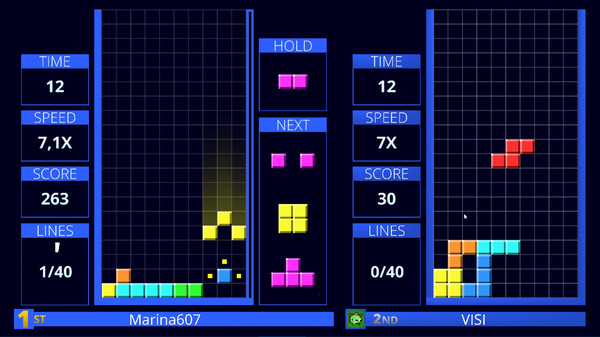 TIME
12
SPEED
7,1X
SCORE
263
LINES
1/40
HOLD
NEXT
TIME
12
SPEED
7X
SCORE
30
LINES
0/40
1ST
Marina607
2ND
VISI